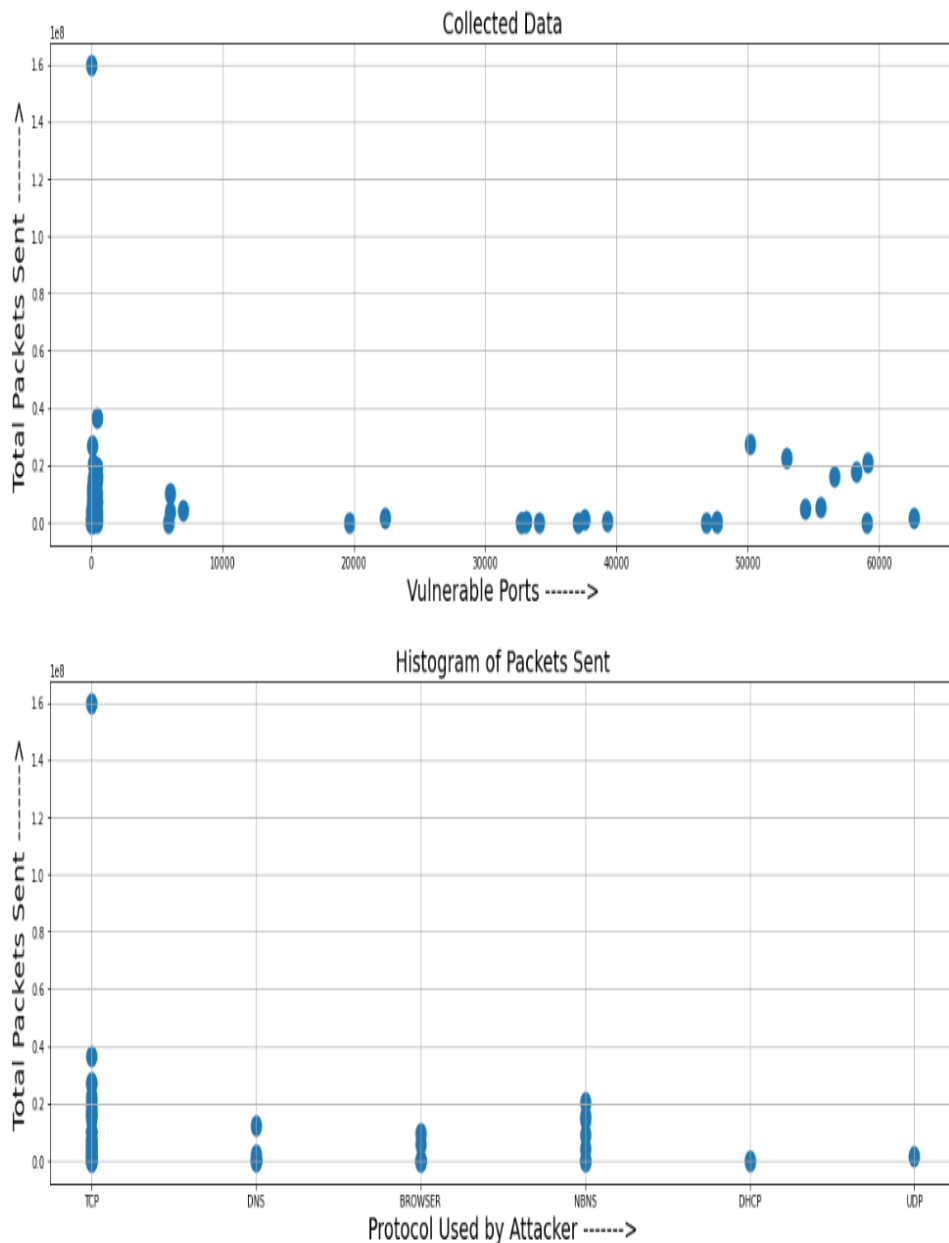 Collected Data
1e8
1.6
1.4
1.2
1.0
0.8
0.6
0.4
0.2
0.0
Total Packets Sent -------->
0 10000 20000 30000 40000 50000 60000
Vulnerable Ports ------->
Histogram of Packets Sent
1e8
1.6
1.4
1.2
1.0
0.8
0.6
0.4
0.2
0.0
Total Packets Sent -------->
TCP DNS BROWSER NBNS DHCP UDP
Protocol Used by Attacker ------->